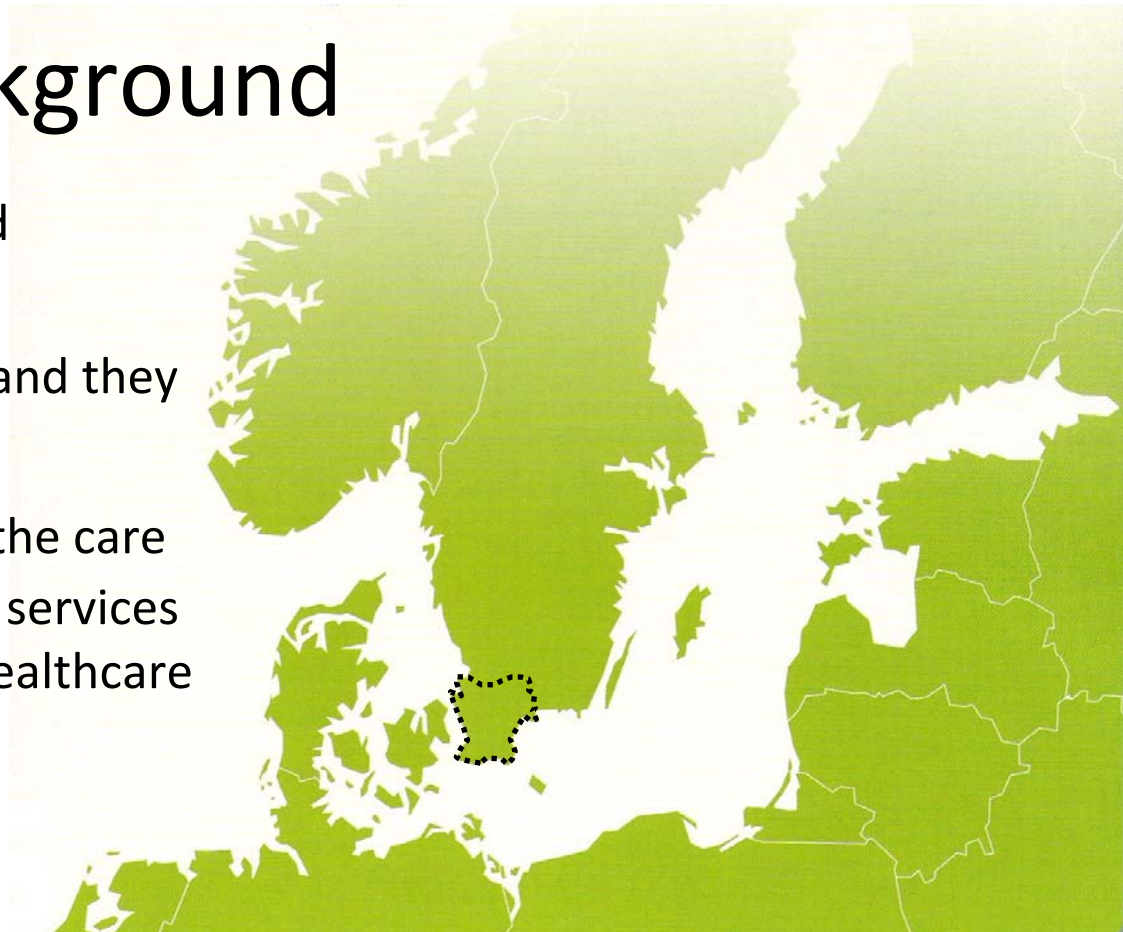 kground
d
and they
the care
services
ealthcare